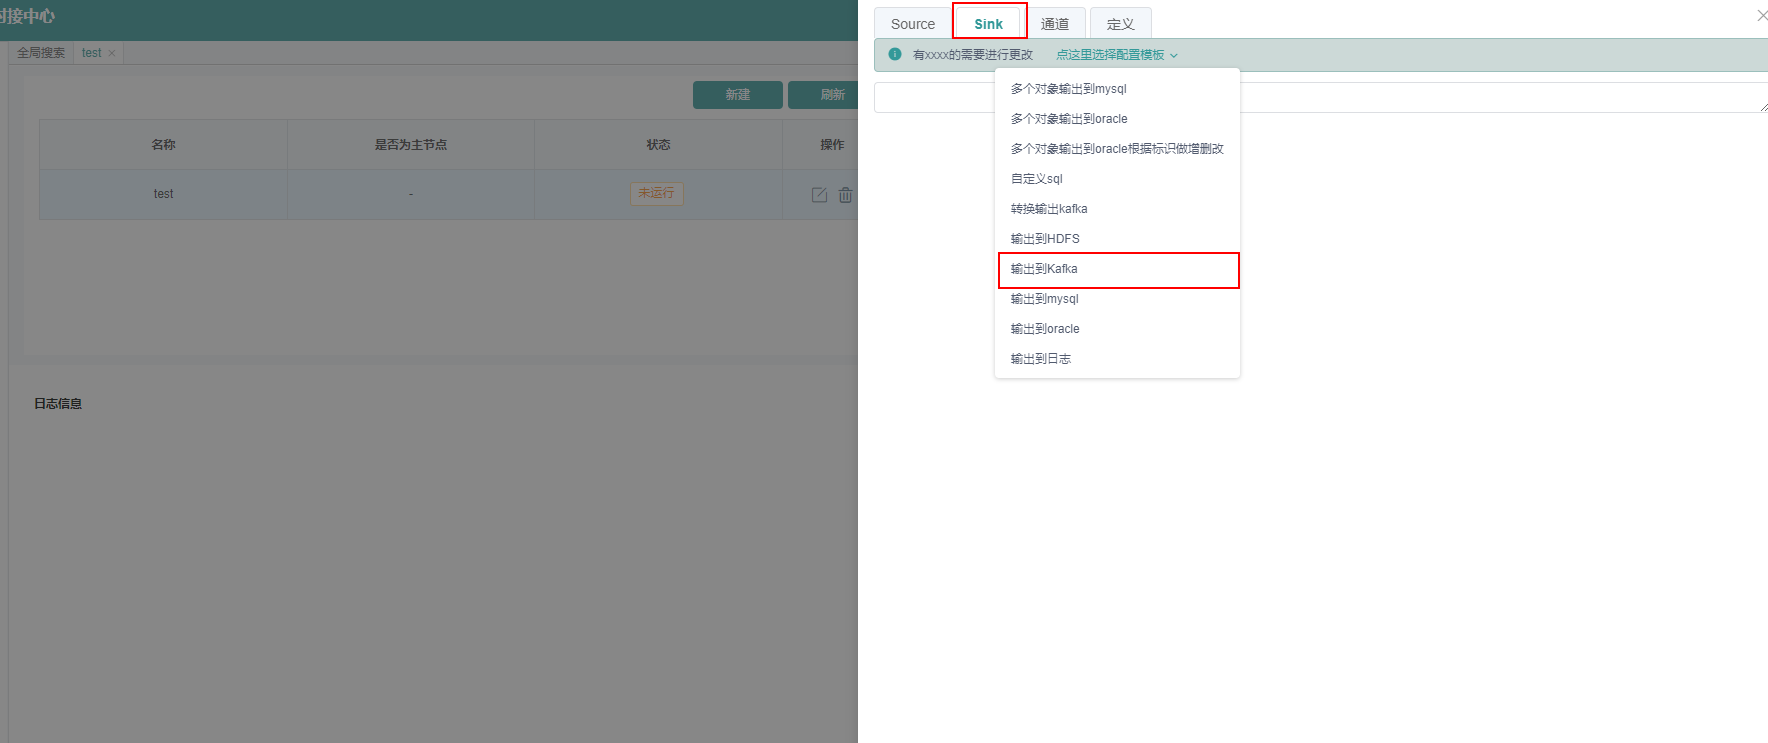 对接中心
全局搜索 test
新建 刷新
名称 是否为主节点 状态 操作
test - 未运行
日志信息
Source Sink 通道 定义
有xxxx的需要进行更改 点这里选择配置模板
多个对象输出到mysql
多个对象输出到oracle
多个对象输出到oracle根据标识做增删改
自定义sql
转换输出kafka
输出到HDFS
输出到Kafka
输出到mysql
输出到oracle
输出到日志